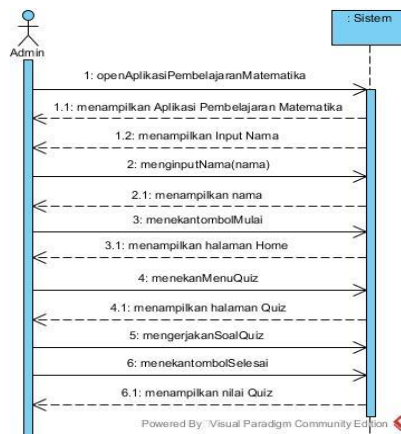 : Sistem
Admin
1: openAplikasiPembelajaranMatematika
1.1: menampilkan Aplikasi Pembelajaran Matematika
1.2: menampilkan Input Nama
2: menginputNama(nama)
2.1: menampilkan nama
3: menekantombolMulai
3.1: menampilkan halaman Home
4: menekanMenuQuiz
4.1: menampilkan halaman Quiz
5: mengerjakanSoalQuiz
6: menekantombolSelesai
6.1: menampilkan nilai Quiz
Powered By Visual Paradigm Community Edition